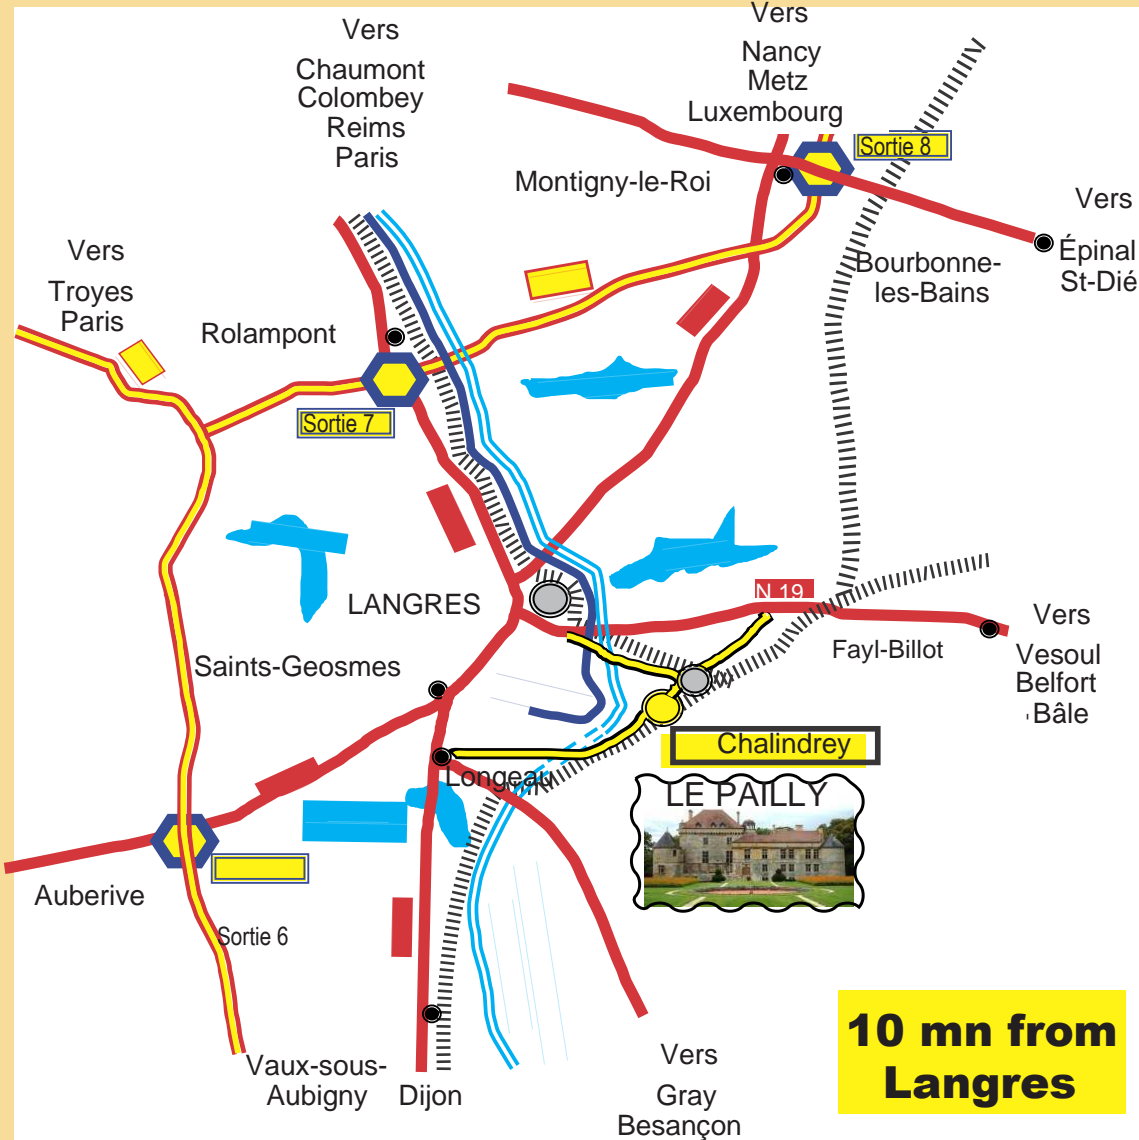 Vers
Chaumont
Colombey
Reims
Paris
Vers
Nancy
Metz
Luxembourg
Sortie 8
Montigny-le-Roi
Vers
Épinal
St-Dié
Bourbonne-
les-Bains
Vers
Troyes
Paris
Rolampont
Sortie 7
LANGRES
N 19
Saints-Geosmes
Fayl-Billot
Vers
Vesoul
Belfort
Bâle
Chalindrey
Longeau
LE PAILLY
Auberive
Sortie 6
Vaux-sous-
Aubigny
Dijon
Vers
Gray
Besançon
10 mn from
Langres